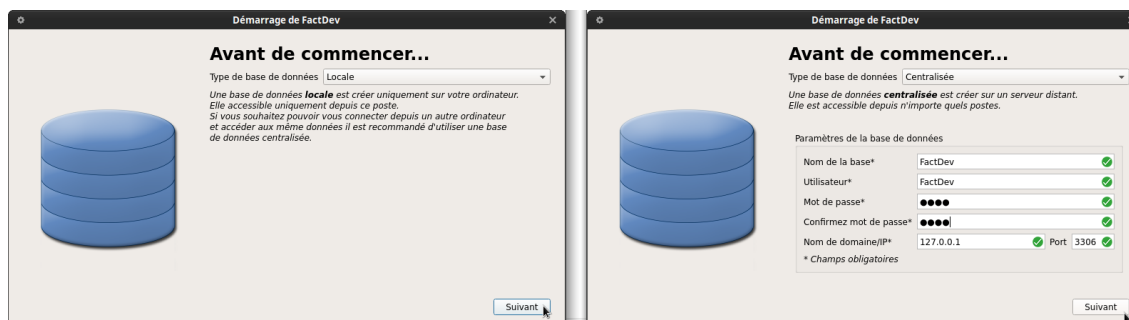 Démarrage de FactDev
Avant de commencer...
Type de base de données Locale
Une base de données locale est créer uniquement sur votre ordinateur.
Elle accessible uniquement depuis ce poste.
Si vous souhaitez pouvoir vous connecter depuis un autre ordinateur
et accéder aux même données il est recommandé d'utiliser une base
de données centralisée.
Suivant
Démarrage de FactDev
Avant de commencer...
Type de base de données Centralisée
Une base de données centralisée est créer sur un serveur distant.
Elle est accessible depuis n'importe quels postes.
Paramètres de la base de données
Nom de la base* FactDev
Utilisateur* FactDev
Mot de passe* ●●●●
Confirmez mot de passe* ●●●●
Nom de domaine/IP* 127.0.0.1 Port 3306
* Champs obligatoires
Suivant